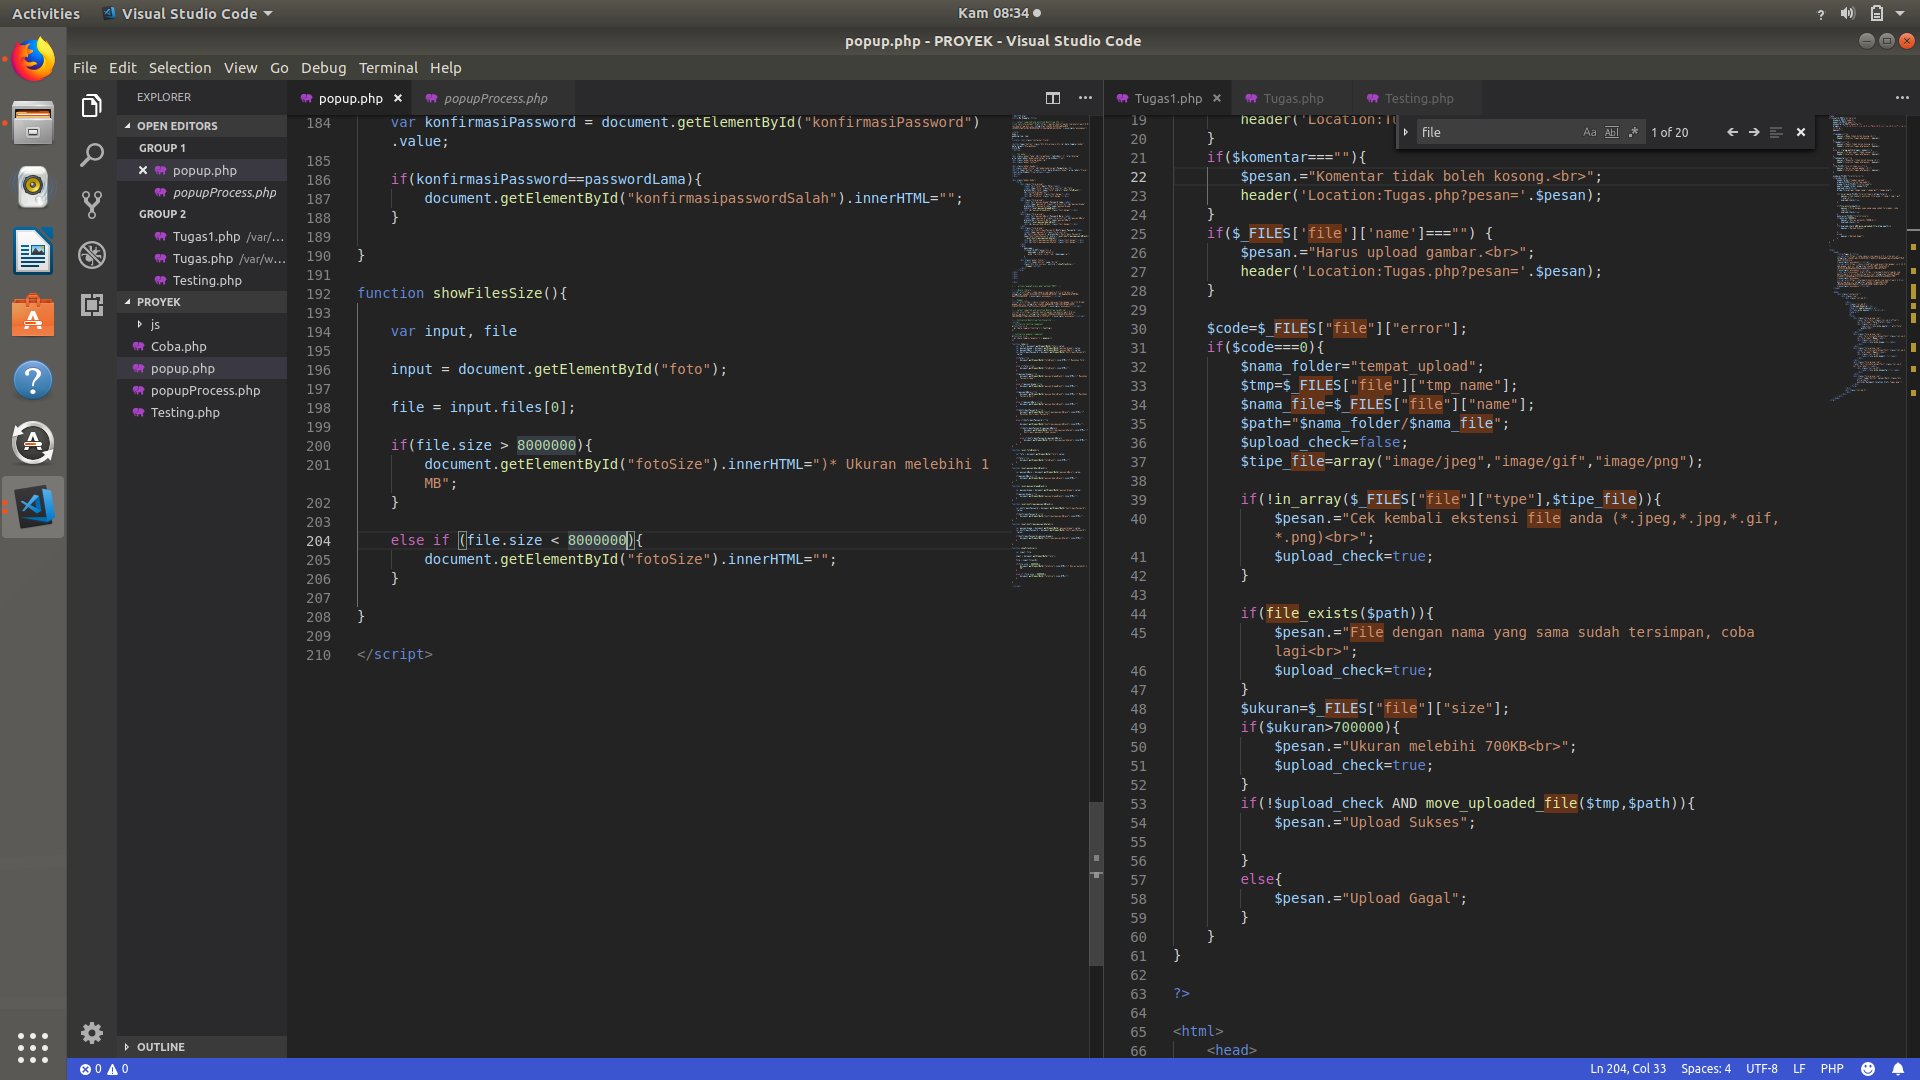 Activities
Visual Studio Code
Kam 08:34
popup.php - PROYEK - Visual Studio Code
File Edit Selection View Go Debug Terminal Help
EXPLORER
OPEN EDITORS
GROUP 1
popup.php
popupProcess.php
GROUP 2
Tugas1.php /var/...
Tugas.php /var/w...
Testing.php
PROYEK
js
Coba.php
popup.php
popupProcess.php
Testing.php
OUTLINE
popup.php
popupProcess.php
184 var konfirmasiPassword = document.getElementById("konfirmasiPassword")
.value;
185
186 if(konfirmasiPassword==passwordLama){
187 document.getElementById("konfirmasipasswordSalah").innerHTML="";
188 }
189
190 }
191
192 function showFilesSize(){
193
194 var input, file
195
196 input = document.getElementById("foto");
197
198 file = input.files[0];
199
200 if(file.size > 8000000){
201 document.getElementById("fotoSize").innerHTML=")* Ukuran melebihi 1
MB";
202 }
203
204 else if (file.size < 8000000){
205 document.getElementById("fotoSize").innerHTML="";
206 }
207
208 }
209
210 </script>
Tugas1.php
Tugas.php
Testing.php
file
Aa Abl .* 1 of 20
19 header('Location:Tu
20 }
21 if($komentar===""){
22 $pesan.="Komentar tidak boleh kosong.<br>";
23 header('Location:Tugas.php?pesan='.$pesan);
24 }
25 if($_FILES['file']['name']==="") {
26 $pesan.="Harus upload gambar.<br>";
27 header('Location:Tugas.php?pesan='.$pesan);
28 }
29
30 $code=$_FILES["file"]["error"];
31 if($code===0){
32 $nama_folder="tempat_upload";
33 $tmp=$_FILES["file"]["tmp_name"];
34 $nama_file=$_FILES["file"]["name"];
35 $path="$nama_folder/$nama_file";
36 $upload_check=false;
37 $tipe_file=array("image/jpeg","image/gif","image/png");
38
39 if(!in_array($_FILES["file"]["type"],$tipe_file)){
40 $pesan.="Cek kembali ekstensi file anda (*.jpeg,*.jpg,*.gif,
*.png)<br>";
41 $upload_check=true;
42 }
43
44 if(file_exists($path)){
45 $pesan.="File dengan nama yang sama sudah tersimpan, coba
lagi<br>";
46 $upload_check=true;
47 }
48 $ukuran=$_FILES["file"]["size"];
49 if($ukuran>700000){
50 $pesan.="Ukuran melebihi 700KB<br>";
51 $upload_check=true;
52 }
53 if(!$upload_check AND move_uploaded_file($tmp,$path)){
54 $pesan.="Upload Sukses";
55
56 }
57 else{
58 $pesan.="Upload Gagal";
59 }
60 }
61 }
62
63 ?>
64
65 <html>
66 <head>
0 0
Ln 204, Col 33 Spaces: 4 UTF-8 LF PHP